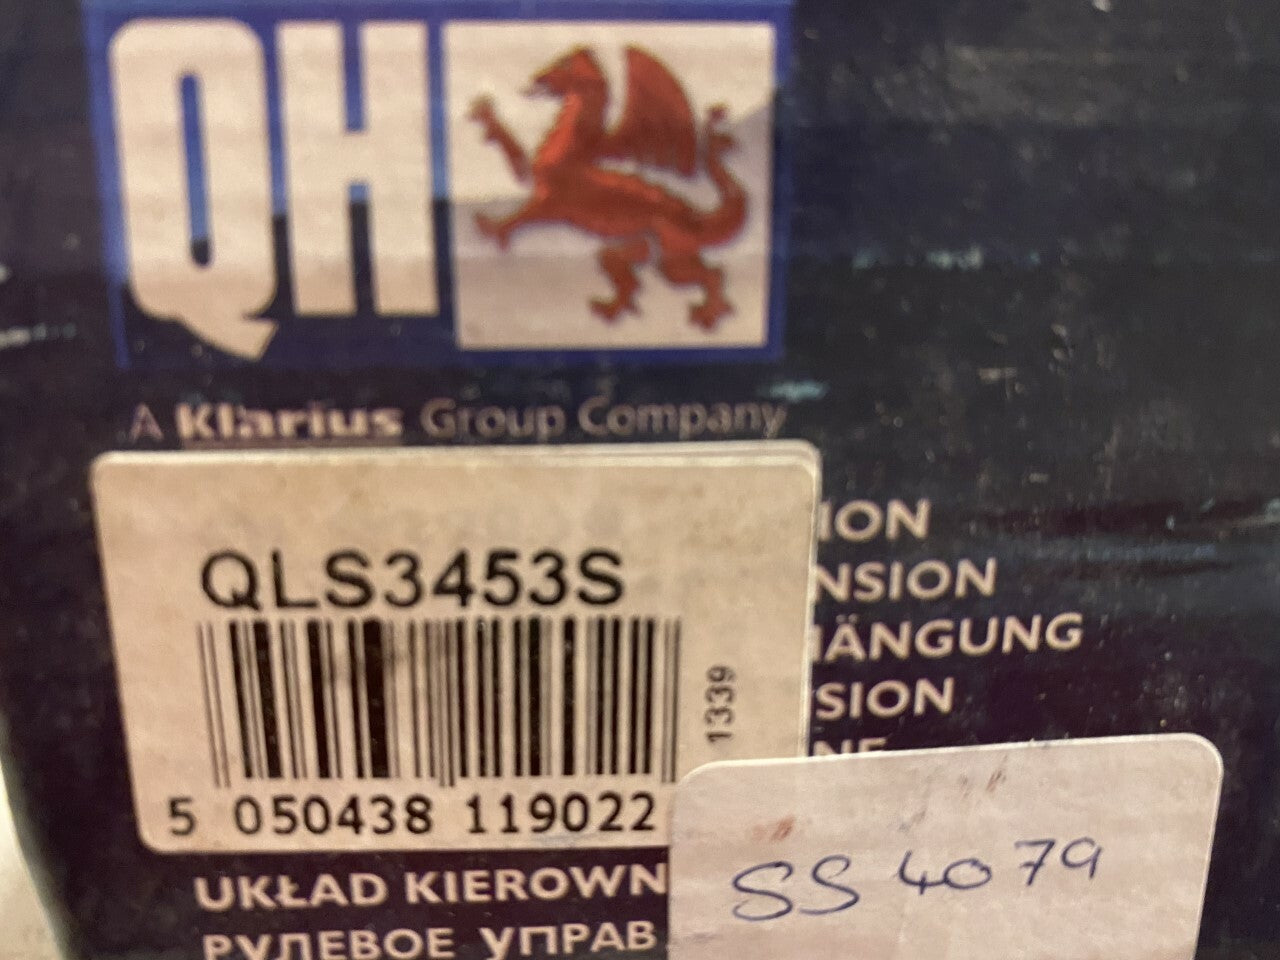 QH
A Klarius Group Company
QLS3453S
1339
5 050438 119022
ION
NSION
HÄNGUNG
SION
NE
SS 4079
UKŁAD KIEROWN
РУЛЕВОЕ УПРАВ